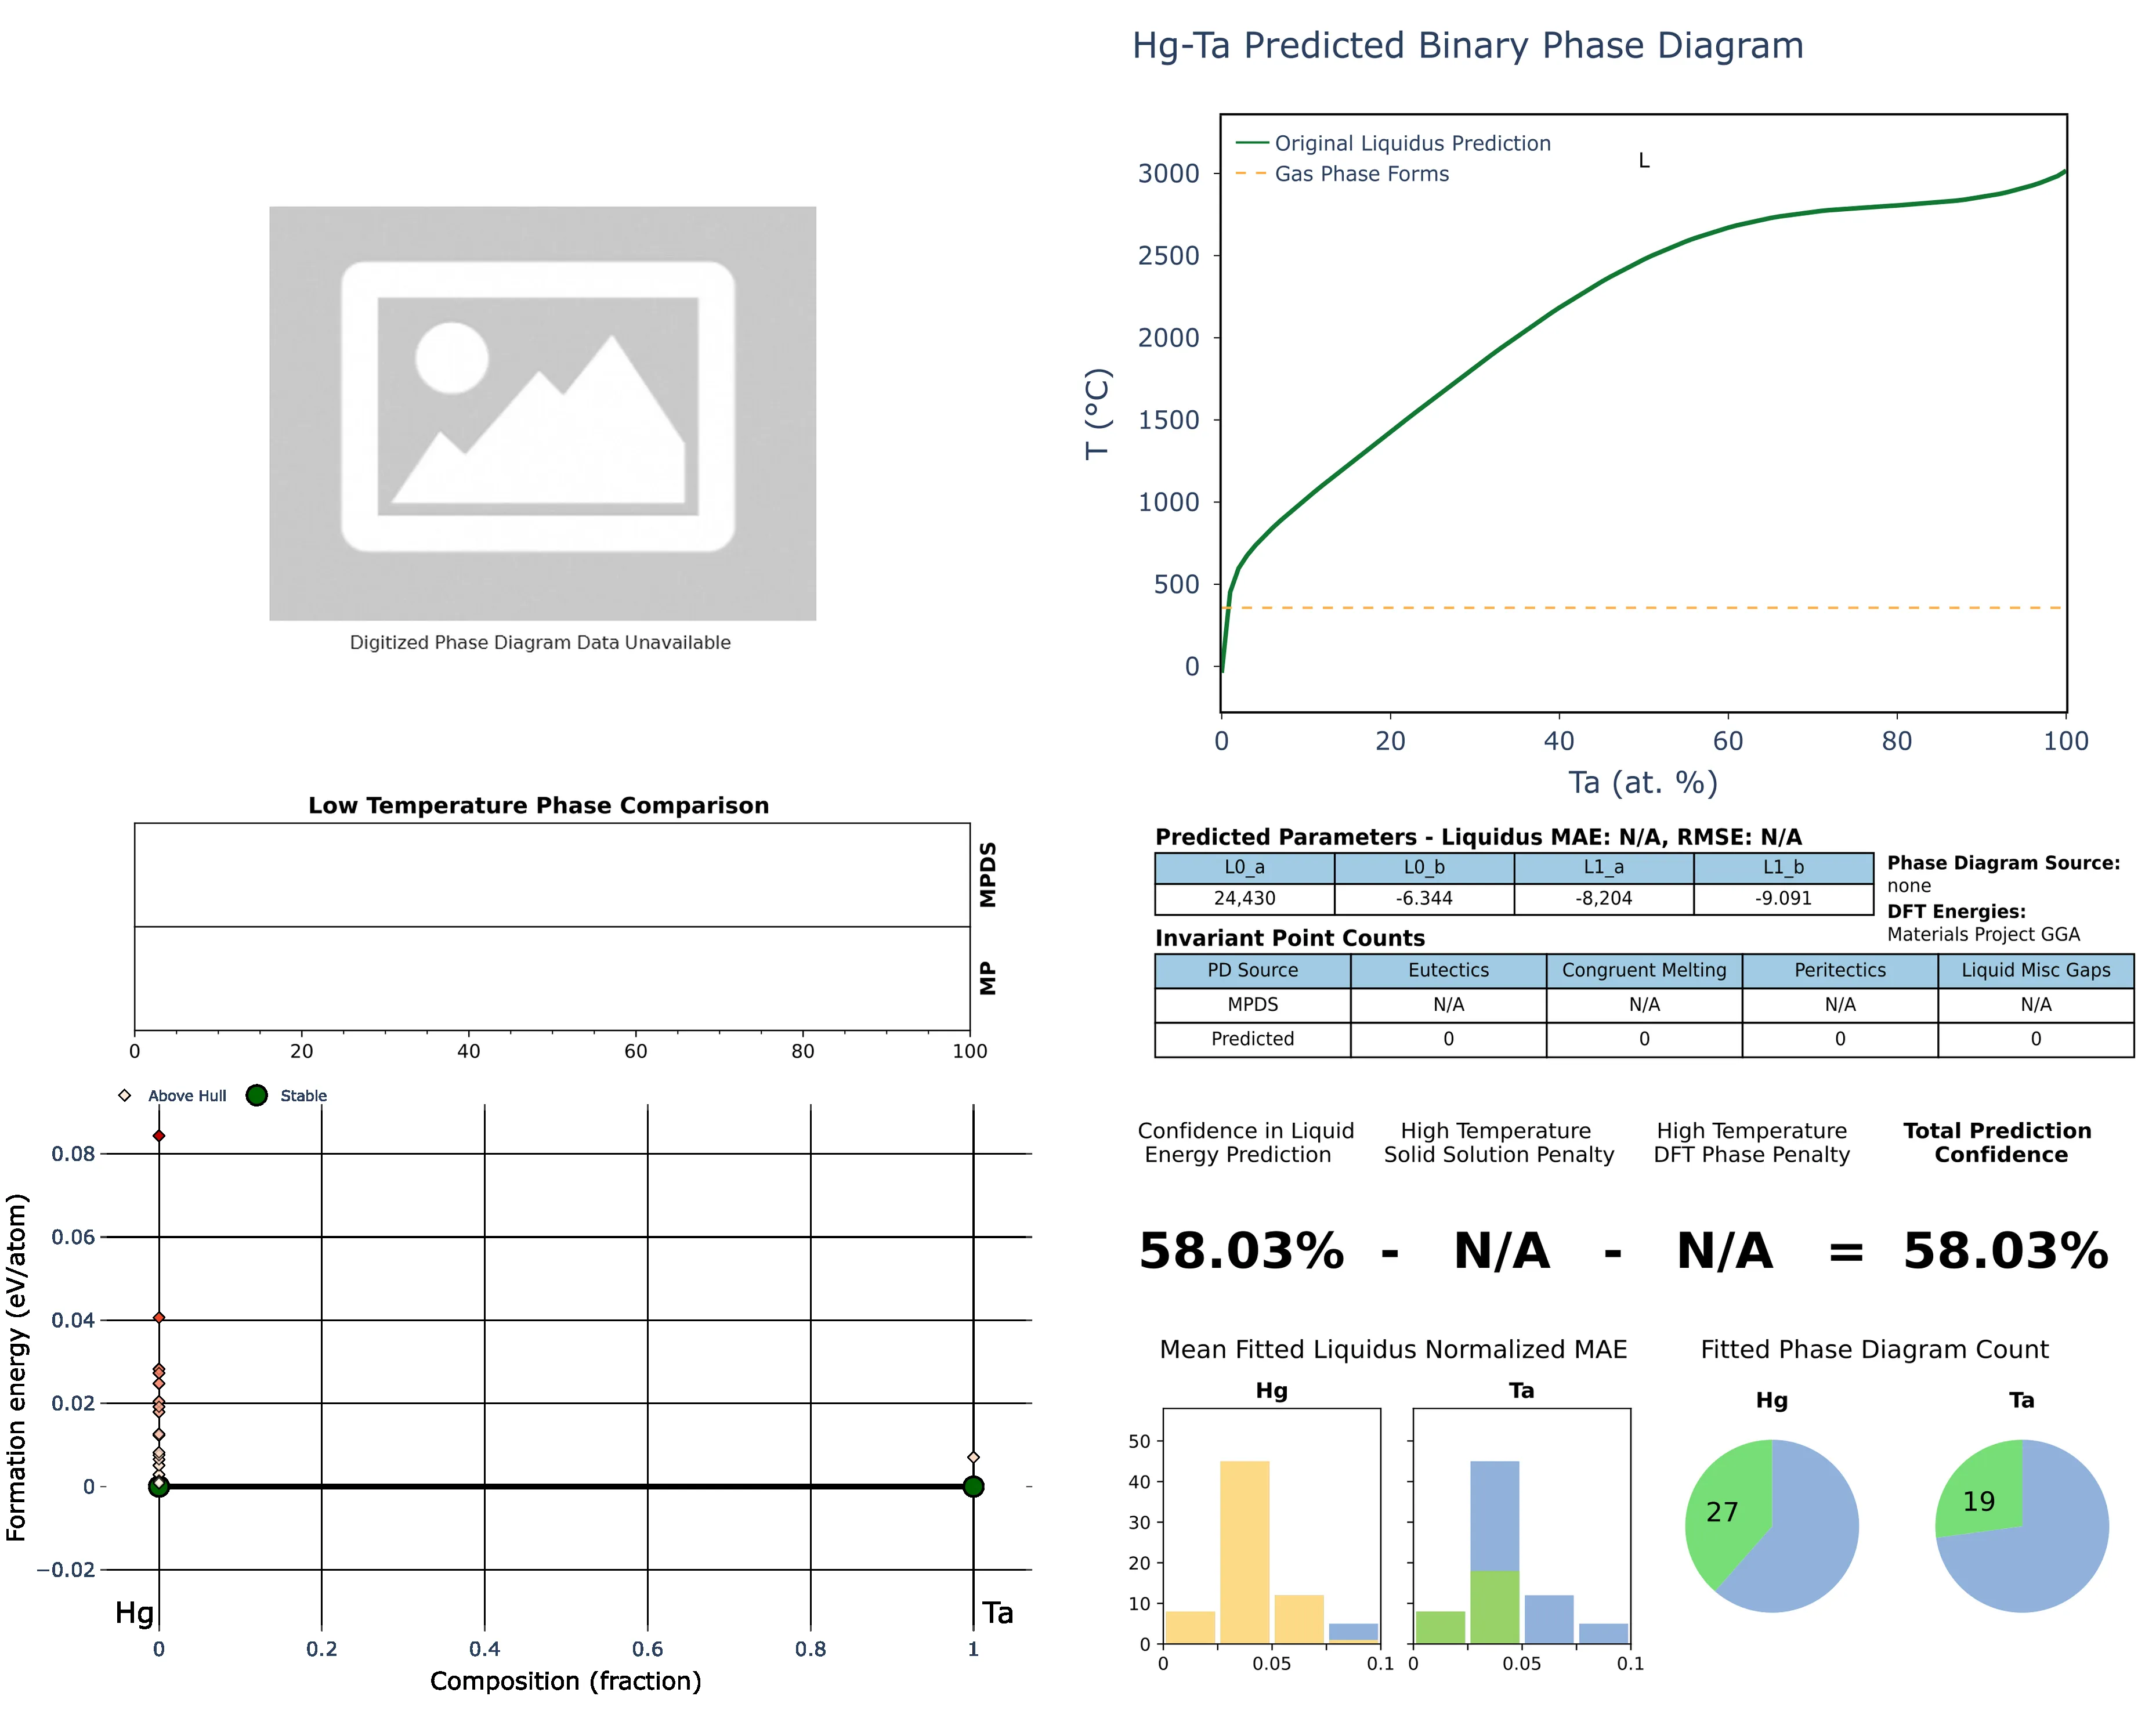 Hg-Ta Predicted Binary Phase Diagram
Original Liquidus Prediction
Gas Phase Forms
L
3000
2500
2000
1500
1000
500
0
T (°C)
0 20 40 60 80 100
Ta (at. %)
Digitized Phase Diagram Data Unavailable
Low Temperature Phase Comparison
MPDS
MP
0 20 40 60 80 100
Predicted Parameters - Liquidus MAE: N/A, RMSE: N/A
L0_a L0_b L1_a L1_b
24,430 -6.344 -8,204 -9.091
Phase Diagram Source:
none
DFT Energies:
Materials Project GGA
Invariant Point Counts
PD Source Eutectics Congruent Melting Peritectics Liquid Misc Gaps
MPDS N/A N/A N/A N/A
Predicted 0 0 0 0
Above Hull Stable
0.08
0.06
0.04
0.02
0
−0.02
Formation energy (eV/atom)
Hg Ta
0 0.2 0.4 0.6 0.8 1
Composition (fraction)
Confidence in Liquid
Energy Prediction
High Temperature
Solid Solution Penalty
High Temperature
DFT Phase Penalty
Total Prediction
Confidence
58.03% - N/A - N/A = 58.03%
Mean Fitted Liquidus Normalized MAE
Hg Ta
50
40
30
20
10
0
0 0.05 0.1 0 0.05 0.1
Fitted Phase Diagram Count
Hg Ta
27 19